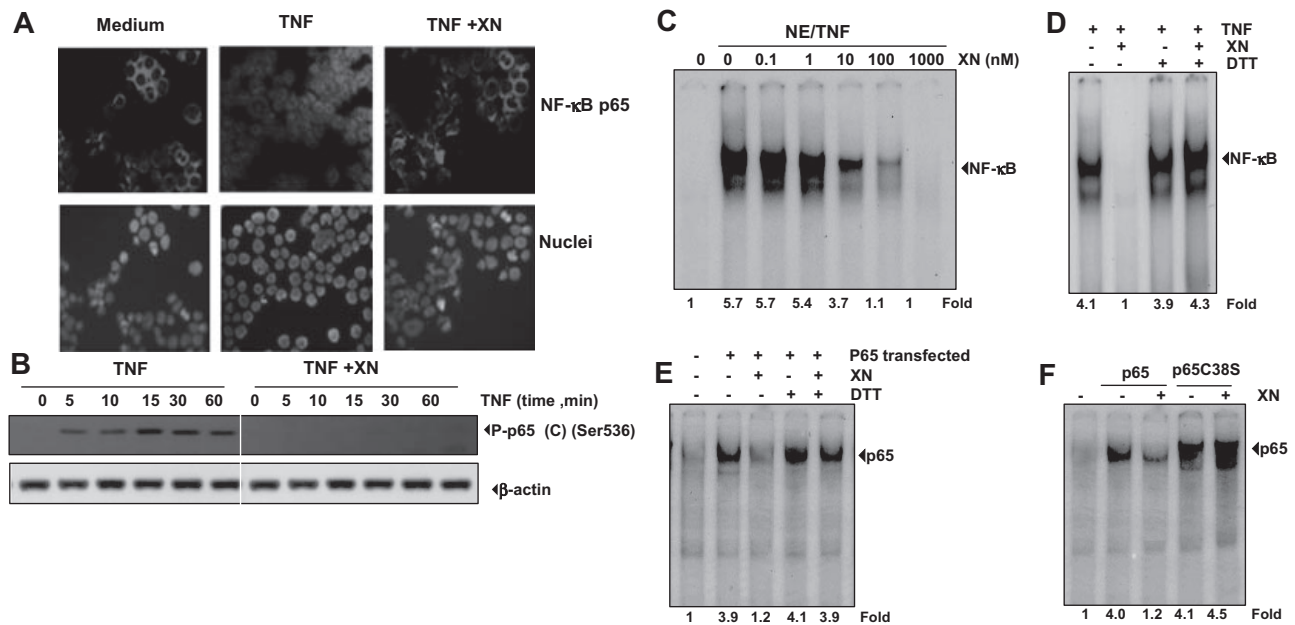 A
Medium
TNF
TNF +XN
NF-κB p65
Nuclei
B
TNF
TNF +XN
0 5 10 15 30 60 0 5 10 15 30 60 TNF (time ,min)
P-p65 (C) (Ser536)
β-actin
C
NE/TNF
0 0 0.1 1 10 100 1000 XN (nM)
NF-κB
1 5.7 5.7 5.4 3.7 1.1 1 Fold
D
+ + + + TNF
- + - + XN
- - + + DTT
NF-κB
4.1 1 3.9 4.3 Fold
E
- + + + + P65 transfected
- - + - + XN
- - - + + DTT
p65
1 3.9 1.2 4.1 3.9 Fold
F
p65 p65C38S
- - + - + XN
p65
1 4.0 1.2 4.1 4.5 Fold